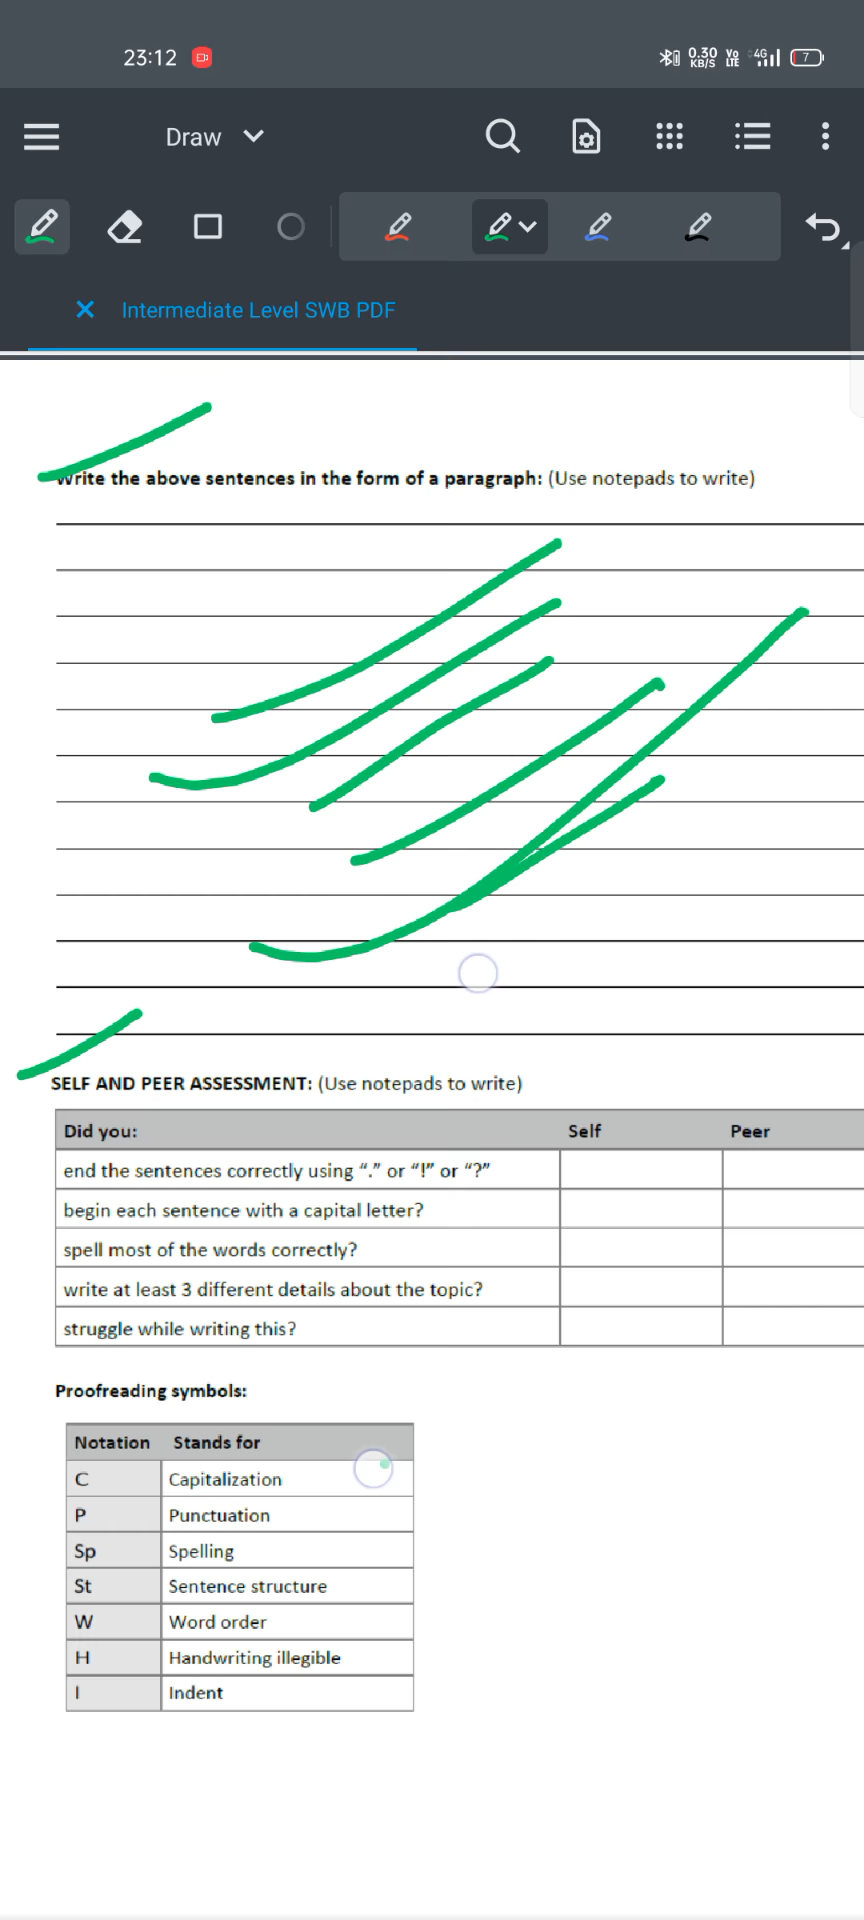 23:12
0.30 KB/S Vo LTE 4G 7
Draw
Intermediate Level SWB PDF
Write the above sentences in the form of a paragraph: (Use notepads to write)
SELF AND PEER ASSESSMENT: (Use notepads to write)
Did you: Self Peer
end the sentences correctly using “.” or “!” or “?”
begin each sentence with a capital letter?
spell most of the words correctly?
write at least 3 different details about the topic?
struggle while writing this?
Proofreading symbols:
Notation Stands for
C Capitalization
P Punctuation
Sp Spelling
St Sentence structure
W Word order
H Handwriting illegible
I Indent